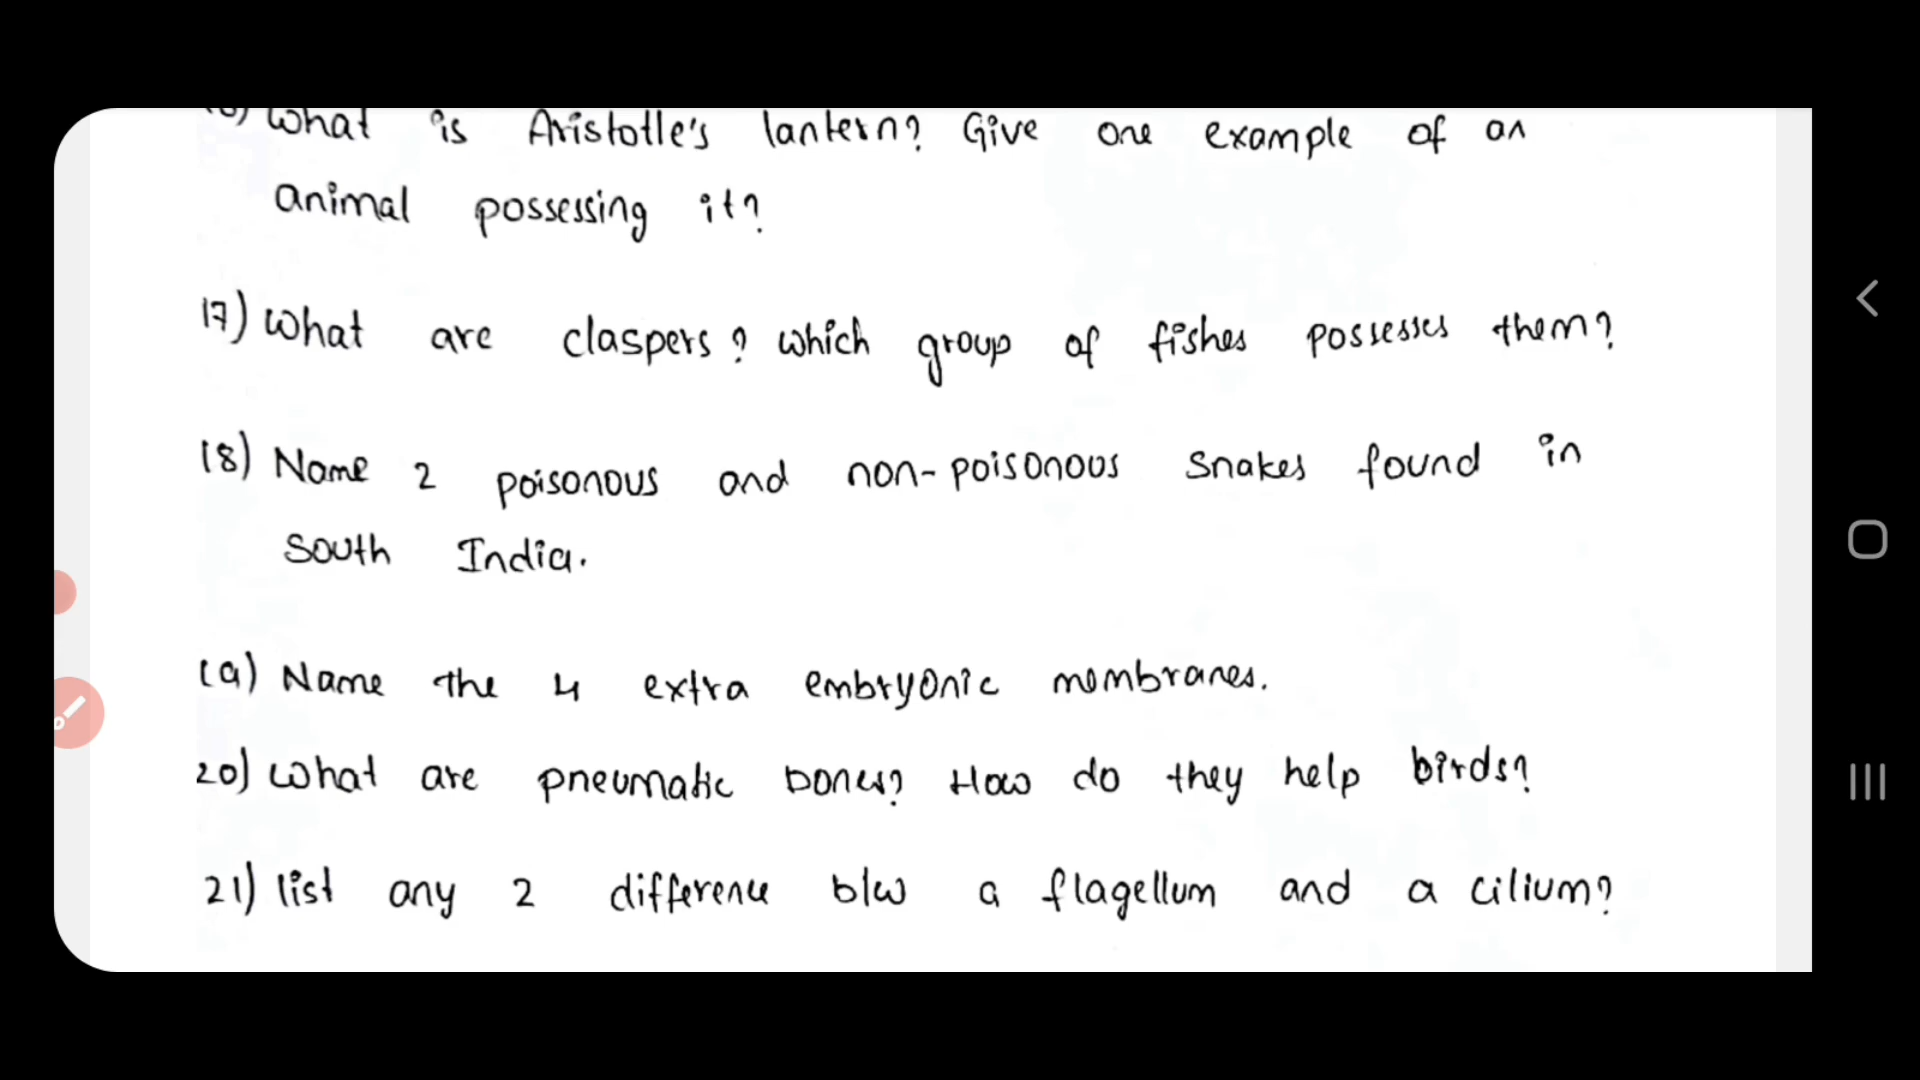 What is Aristotle's lantern? Give one example of an
animal possessing it?
17) What are claspers? which group of fishes possesses them?
18) Name 2 poisonous and non-poisonous snakes found in
South India.
19) Name the 4 extra embryonic membranes.
20) What are pneumatic bones? How do they help birds?
21) list any 2 difference b/w a flagellum and a cilium?